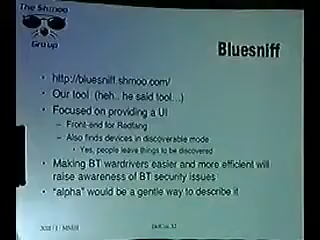 The Shmoo
Group
Bluesniff
• http://bluesniff.shmoo.com/
• Our tool (heh.. he said tool...)
• Focused on providing a UI
– Front-end for Redfang
– Also finds devices in discoverable mode
• Yes, people leave things to be discovered
• Making BT wardrivers easier and more efficient will
raise awareness of BT security issues
• "alpha" would be a gentle way to describe it